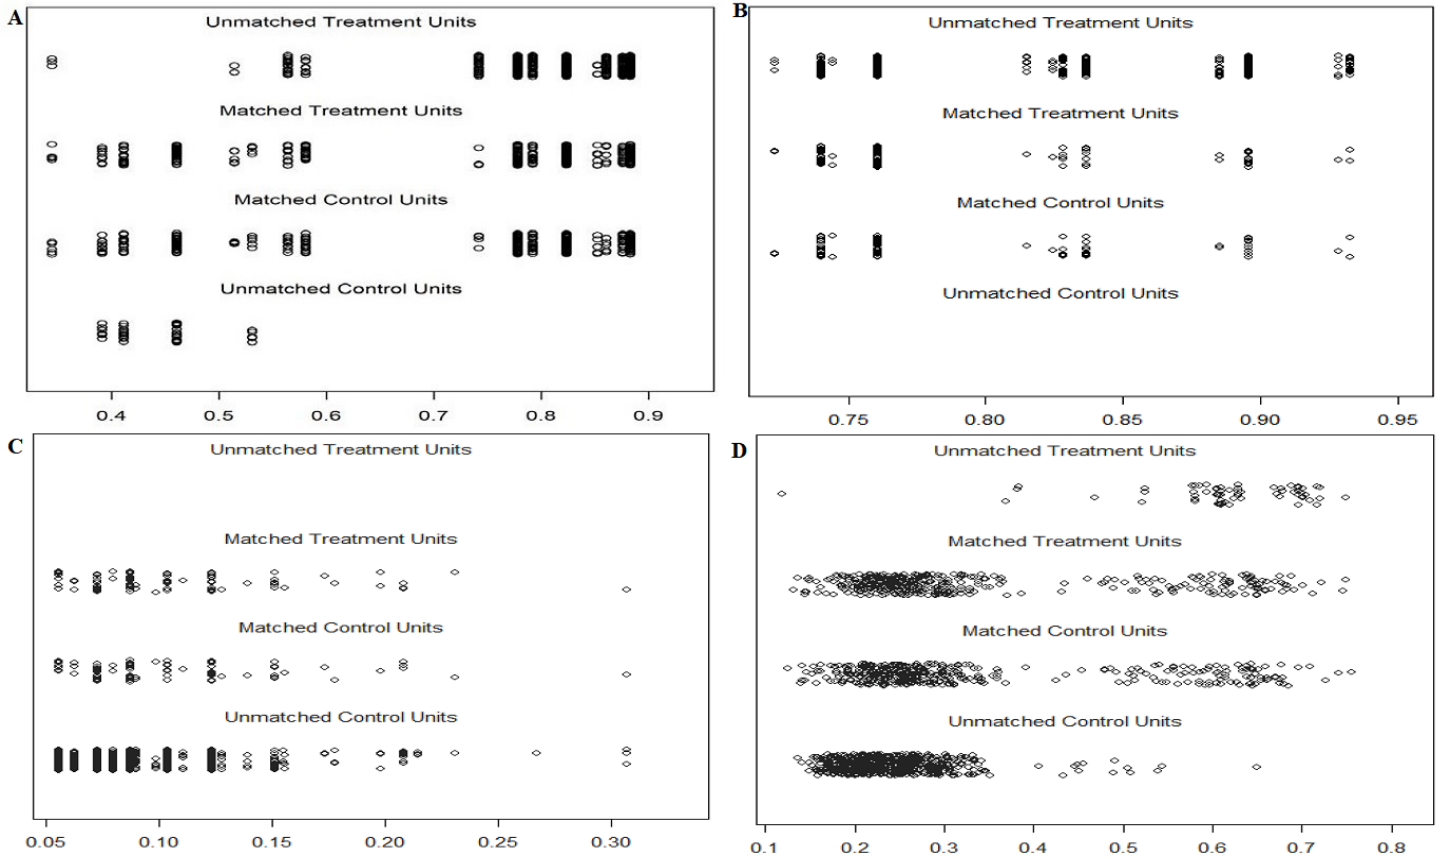 A
Unmatched Treatment Units
Matched Treatment Units
Matched Control Units
Unmatched Control Units
0.4 0.5 0.6 0.7 0.8 0.9
B
Unmatched Treatment Units
Matched Treatment Units
Matched Control Units
Unmatched Control Units
0.75 0.80 0.85 0.90 0.95
C
Unmatched Treatment Units
Matched Treatment Units
Matched Control Units
Unmatched Control Units
0.05 0.10 0.15 0.20 0.25 0.30
D
Unmatched Treatment Units
Matched Treatment Units
Matched Control Units
Unmatched Control Units
0.1 0.2 0.3 0.4 0.5 0.6 0.7 0.8